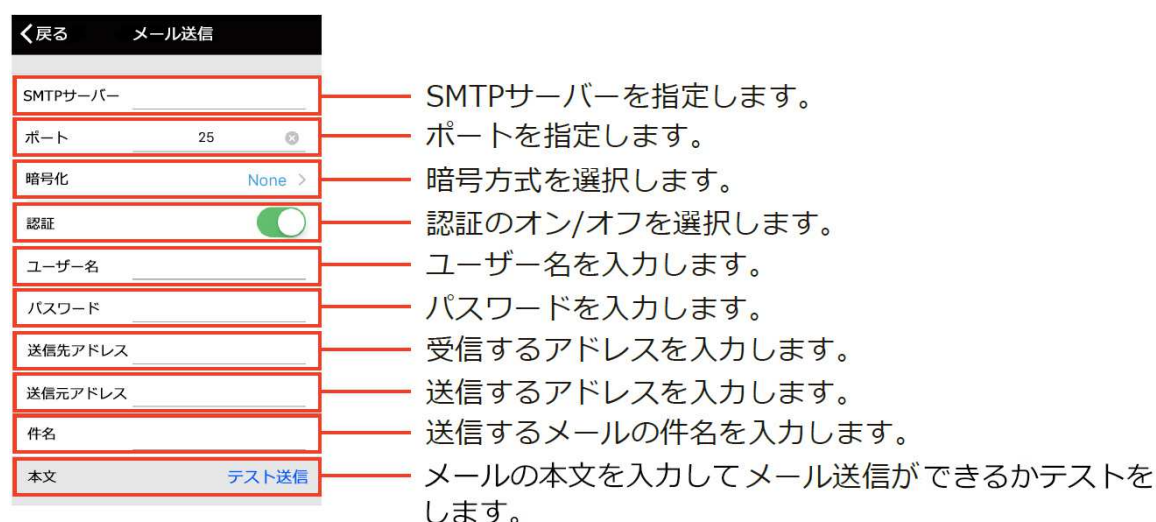 戻る メール送信
SMTPサーバー SMTPサーバーを指定します。
ポート 25 ポートを指定します。
暗号化 None 暗号方式を選択します。
認証 認証のオン/オフを選択します。
ユーザー名 ユーザー名を入力します。
パスワード パスワードを入力します。
送信先アドレス 受信するアドレスを入力します。
送信元アドレス 送信するアドレスを入力します。
件名 送信するメールの件名を入力します。
本文 テスト送信 メールの本文を入力してメール送信ができるかテストを
します。